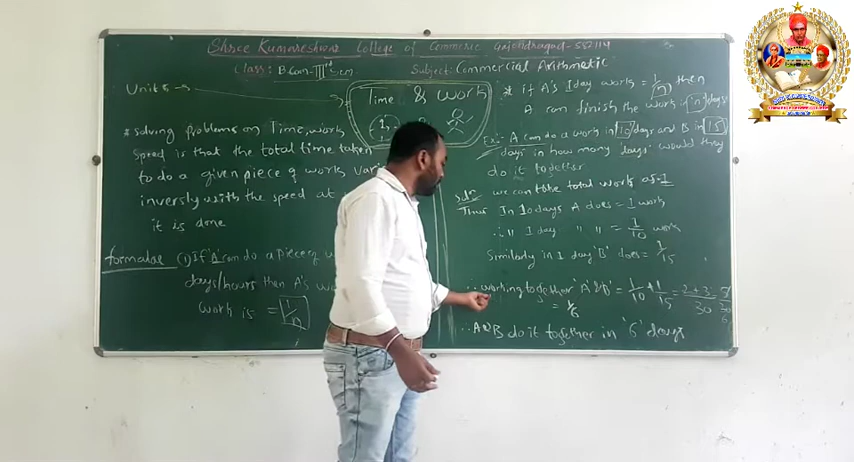 Shree Kumareshwar College of Commerce Gajendragad-582114
Class: B.Com-IIIrd Sem Subject: Commercial Arithmetic
Unit 5 →
Time & Work
* solving problems on Time, work
Speed is that the total time taken
to do a given piece of work
inversly with the speed at
it is done
formulae (1) If 'A' can do a piece of
days/hours then A's
work is = 1/n
* if A's 1 day works = 1/n then
A can finish the work in 'n' days
Ex:- A can do a work in 10 days and B in 15
days in how many 'days' would they
do it together
Soln we can take total work as 1
Thus In 10 days A does = 1 work
∴ " 1 day " " = 1/10 work
Similarly in 1 day 'B' does = 1/15
∴ working together 'A & B' = 1/10 + 1/15 = 2+3/30 = 5/30
= 1/6
∴ A & B do it together in '6' days